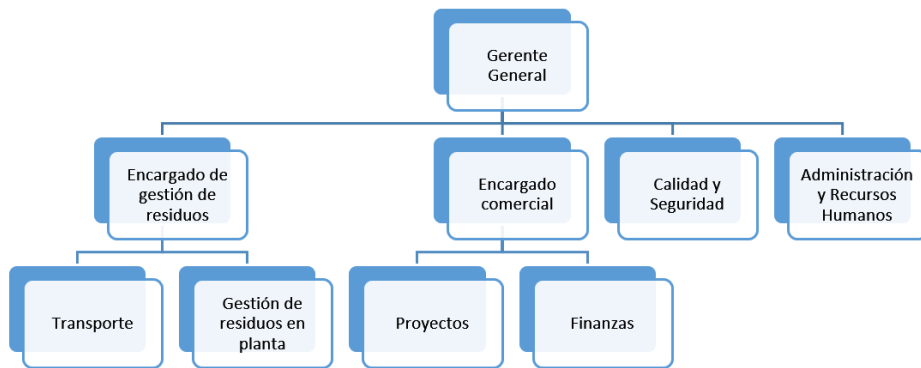 Gerente
General
Encargado de
gestión de
residuos
Encargado
comercial
Calidad y
Seguridad
Administración
y Recursos
Humanos
Transporte
Gestión de
residuos en
planta
Proyectos
Finanzas